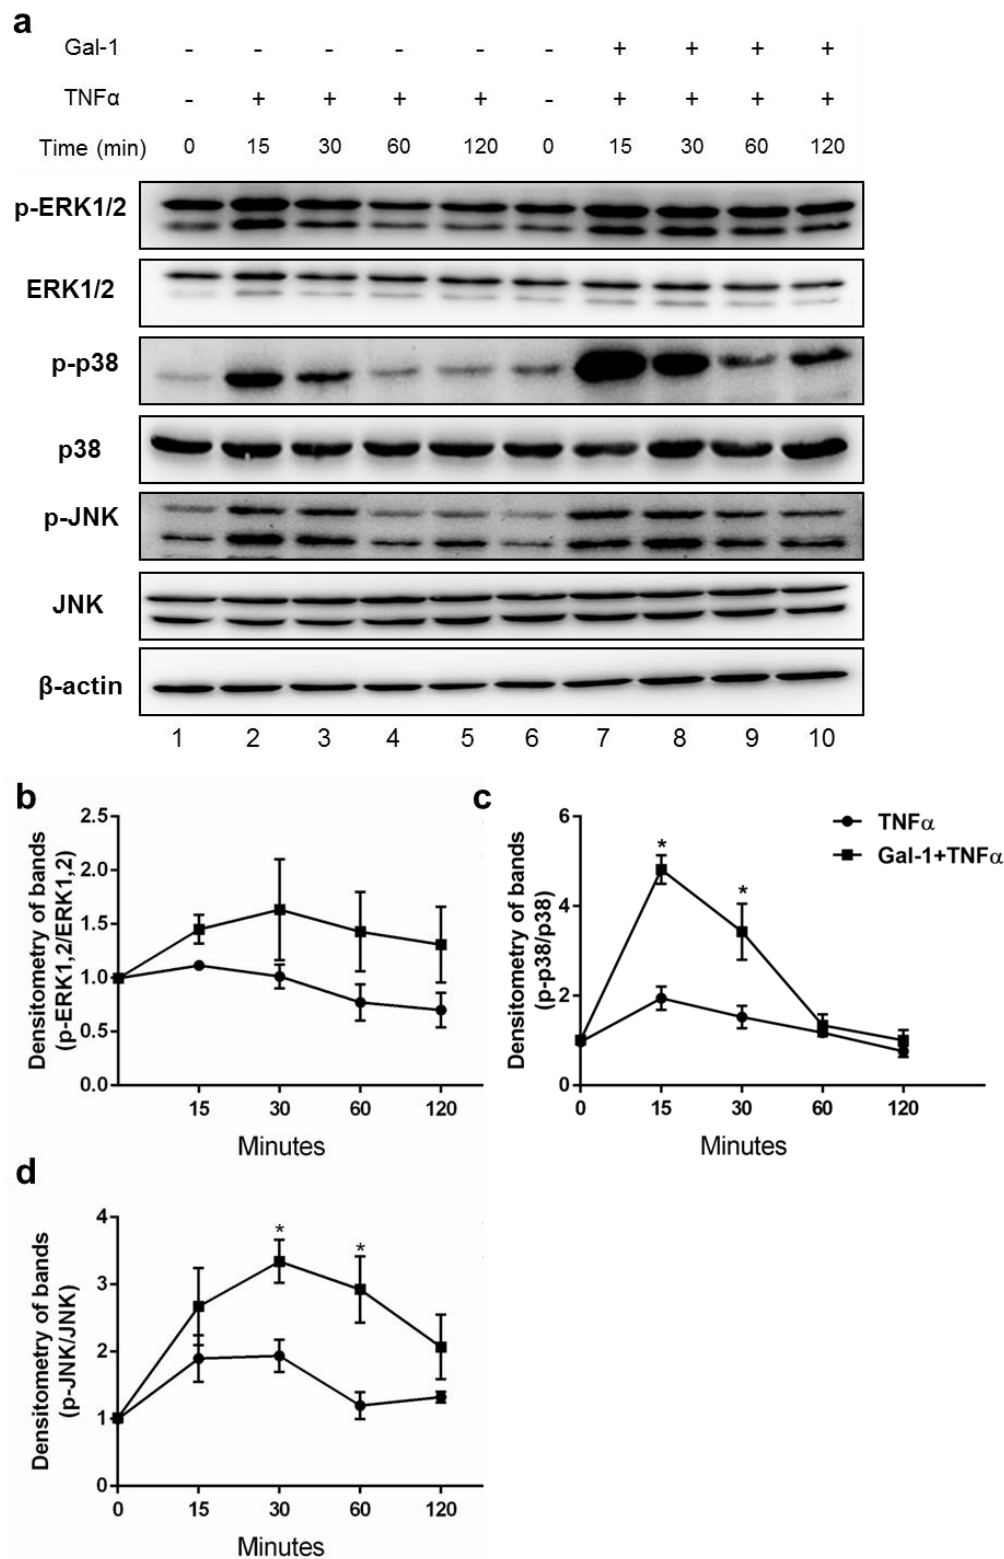 a
Gal-1 - - - - - - + + + +
TNFα - + + + + - + + + +
Time (min) 0 15 30 60 120 0 15 30 60 120
p-ERK1/2
ERK1/2
p-p38
p38
p-JNK
JNK
β-actin
1 2 3 4 5 6 7 8 9 10
b
Densitometry of bands
(p-ERK1,2/ERK1,2)
2.5
2.0
1.5
1.0
0.5
0.0
15 30 60 120
Minutes
c
Densitometry of bands
(p-p38/p38)
6
4
2
0
* *
0 15 30 60 120
Minutes
TNFα
Gal-1+TNFα
d
Densitometry of bands
(p-JNK/JNK)
4
3
2
1
0
* *
0 15 30 60 120
Minutes